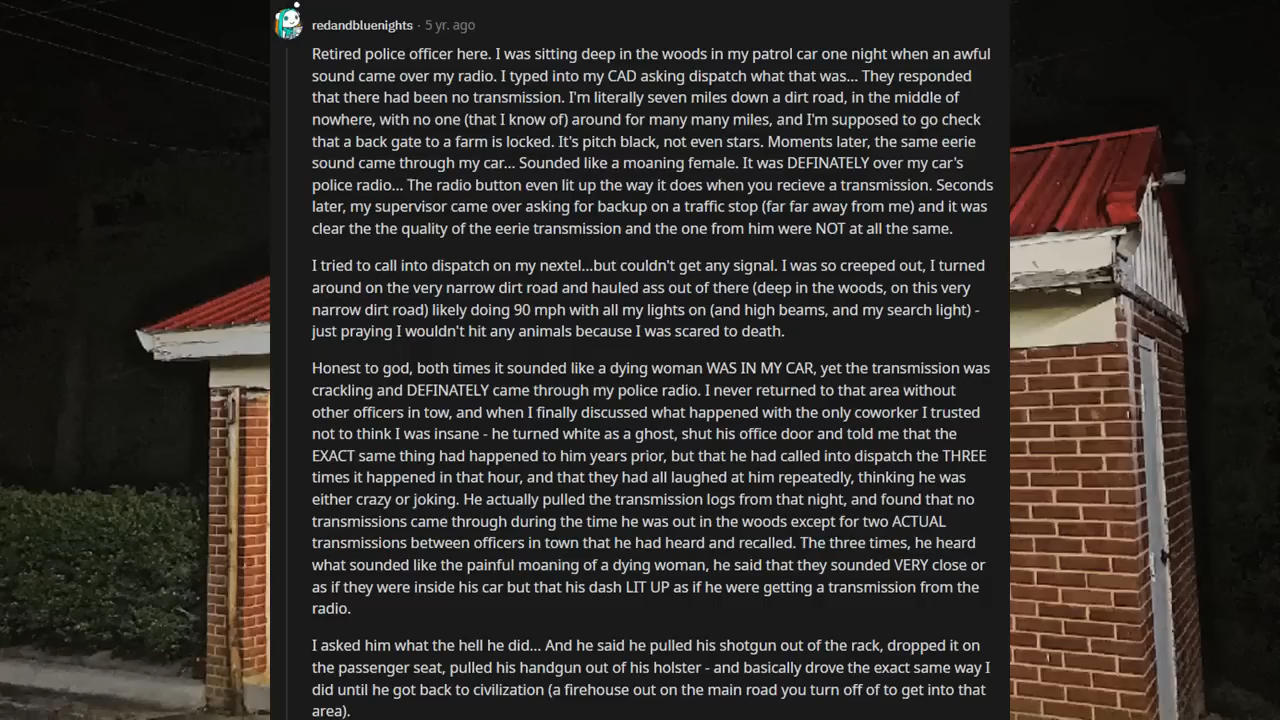 redandbluenights · 5 yr. ago
Retired police officer here. I was sitting deep in the woods in my patrol car one night when an awful
sound came over my radio. I typed into my CAD asking dispatch what that was... They responded
that there had been no transmission. I'm literally seven miles down a dirt road, in the middle of
nowhere, with no one (that I know of) around for many many miles, and I'm supposed to go check
that a back gate to a farm is locked. It's pitch black, not even stars. Moments later, the same eerie
sound came through my car... Sounded like a moaning female. It was DEFINATELY over my car's
police radio... The radio button even lit up the way it does when you recieve a transmission. Seconds
later, my supervisor came over asking for backup on a traffic stop (far far away from me) and it was
clear the the quality of the eerie transmission and the one from him were NOT at all the same.
I tried to call into dispatch on my nextel...but couldn't get any signal. I was so creeped out, I turned
around on the very narrow dirt road and hauled ass out of there (deep in the woods, on this very
narrow dirt road) likely doing 90 mph with all my lights on (and high beams, and my search light) -
just praying I wouldn't hit any animals because I was scared to death.
Honest to god, both times it sounded like a dying woman WAS IN MY CAR, yet the transmission was
crackling and DEFINATELY came through my police radio. I never returned to that area without
other officers in tow, and when I finally discussed what happened with the only coworker I trusted
not to think I was insane - he turned white as a ghost, shut his office door and told me that the
EXACT same thing had happened to him years prior, but that he had called into dispatch the THREE
times it happened in that hour, and that they had all laughed at him repeatedly, thinking he was
either crazy or joking. He actually pulled the transmission logs from that night, and found that no
transmissions came through during the time he was out in the woods except for two ACTUAL
transmissions between officers in town that he had heard and recalled. The three times, he heard
what sounded like the painful moaning of a dying woman, he said that they sounded VERY close or
as if they were inside his car but that his dash LIT UP as if he were getting a transmission from the
radio.
I asked him what the hell he did... And he said he pulled his shotgun out of the rack, dropped it on
the passenger seat, pulled his handgun out of his holster - and basically drove the exact same way I
did until he got back to civilization (a firehouse out on the main road you turn off of to get into that
area).